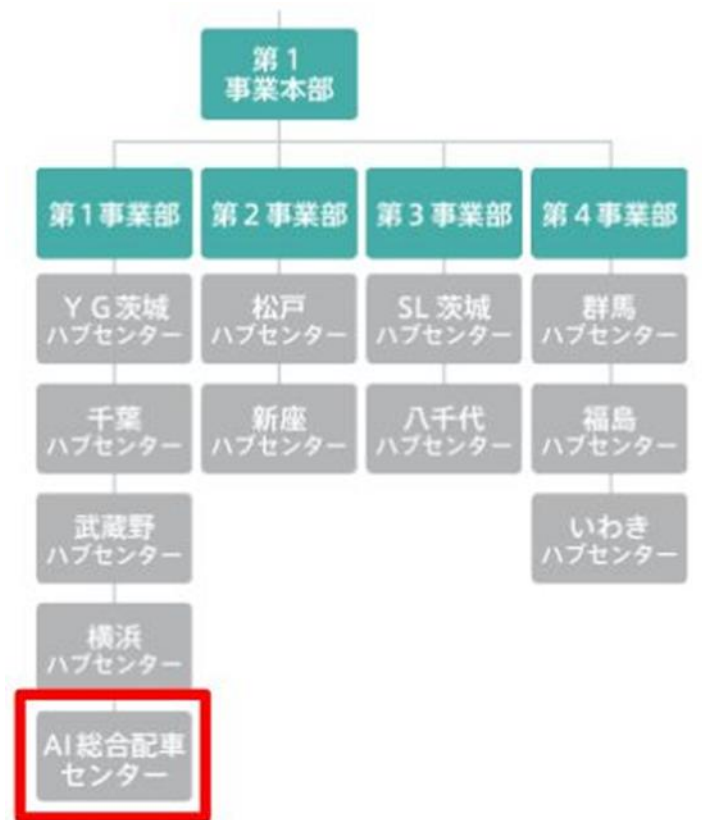 第1
事業本部
第1事業部
第2事業部
第3事業部
第4事業部
YG茨城
ハブセンター
松戸
ハブセンター
SL茨城
ハブセンター
群馬
ハブセンター
千葉
ハブセンター
新座
ハブセンター
八千代
ハブセンター
福島
ハブセンター
武蔵野
ハブセンター
いわき
ハブセンター
横浜
ハブセンター
AI総合配車
センター